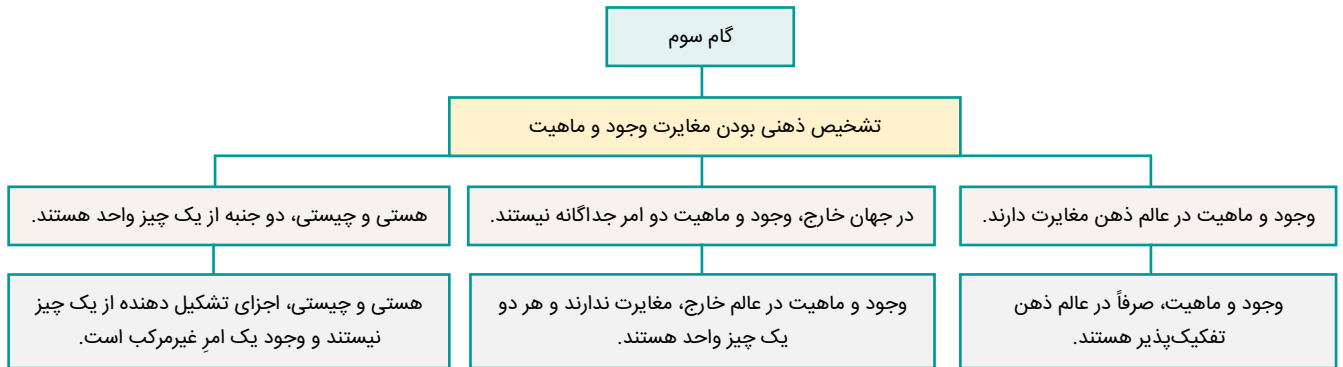 گام سوم
تشخیص ذهنی بودن مغایرت وجود و ماهیت
وجود و ماهیت در عالم ذهن مغایرت دارند.
در جهان خارج، وجود و ماهیت دو امر جداگانه نیستند.
هستی و چیستی، دو جنبه از یک چیز واحد هستند.
وجود و ماهیت، صرفاً در عالم ذهن
تفکیک‌پذیر هستند.
وجود و ماهیت در عالم خارج، مغایرت ندارند و هر دو
یک چیز واحد هستند.
هستی و چیستی، اجزای تشکیل دهنده از یک چیز
نیستند و وجود یک امرِ غیرمرکب است.